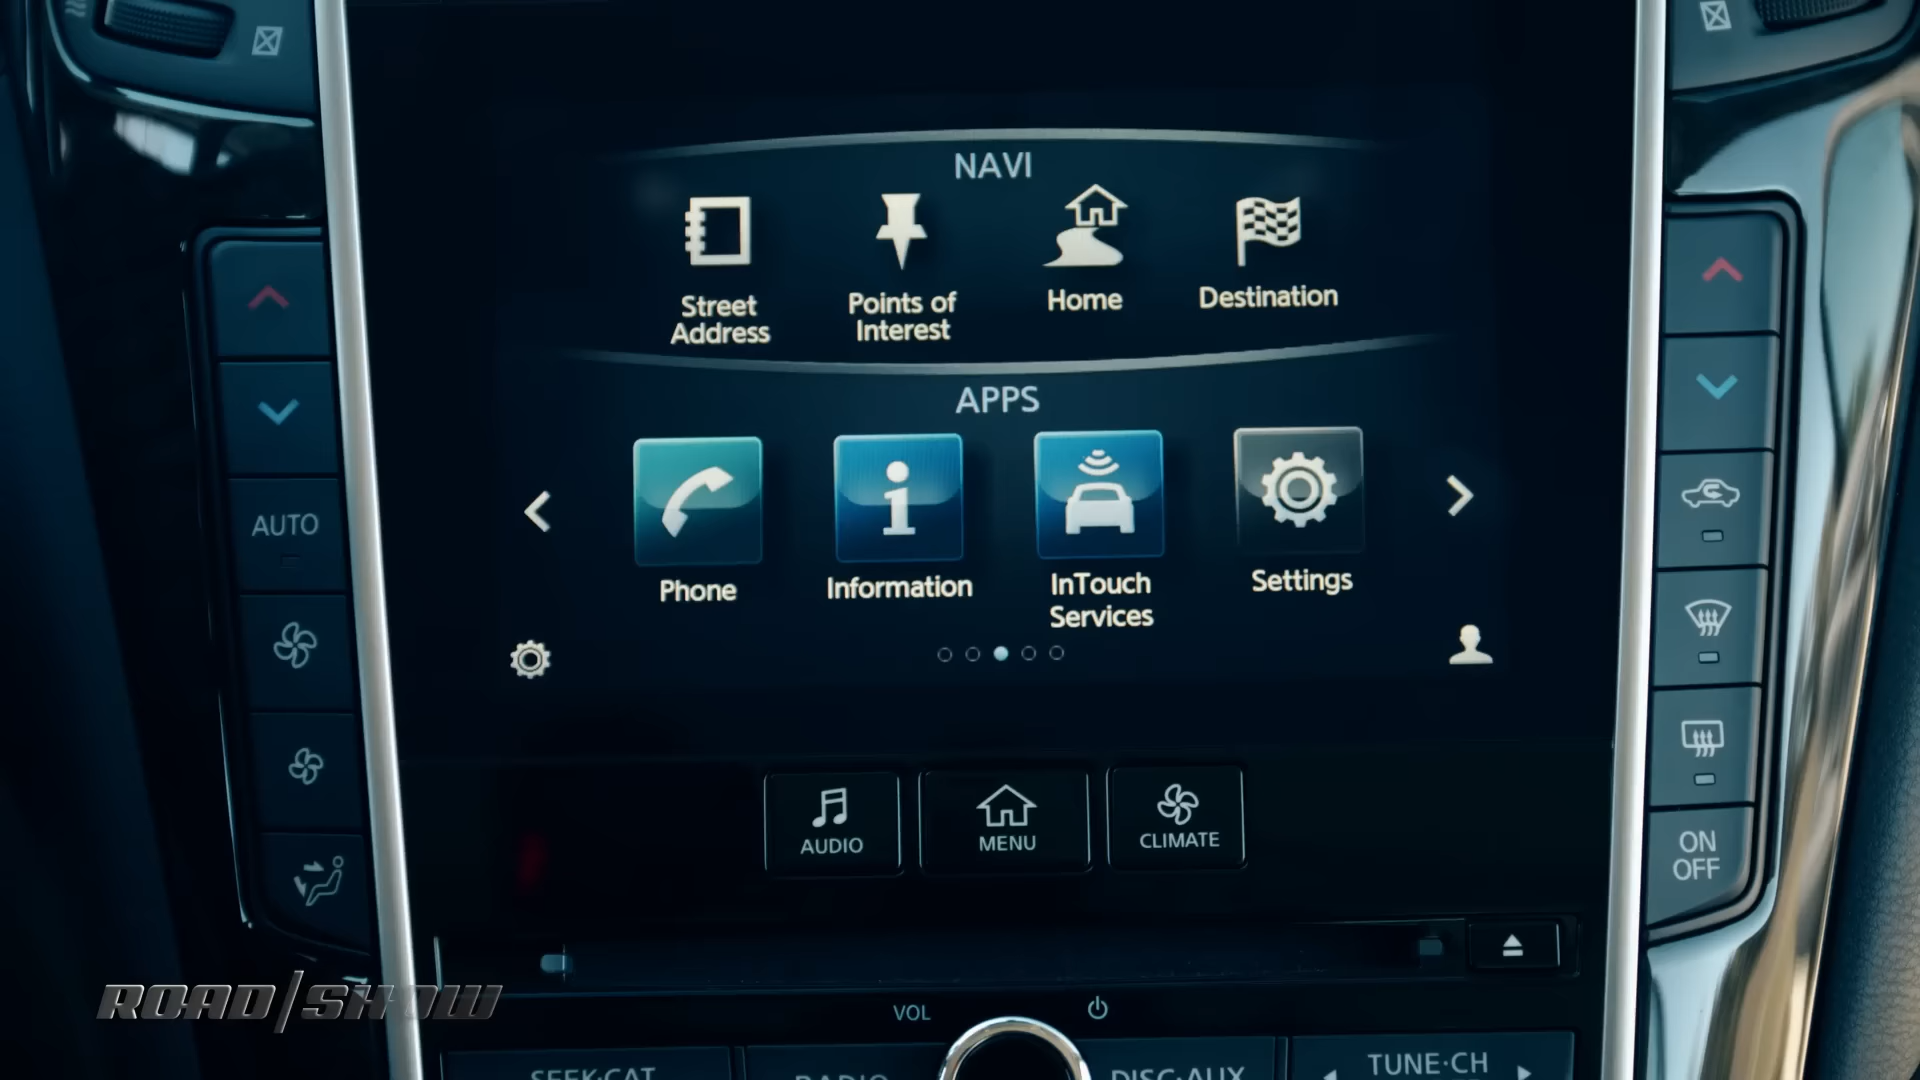 NAVI
Street
Address
Points of
Interest
Home
Destination
APPS
Phone
Information
InTouch
Services
Settings
AUTO
AUDIO
MENU
CLIMATE
ON
OFF
ROAD/SHOW
VOL
SEEK·CAT
RADIO
DISC·AUX
TUNE·CH